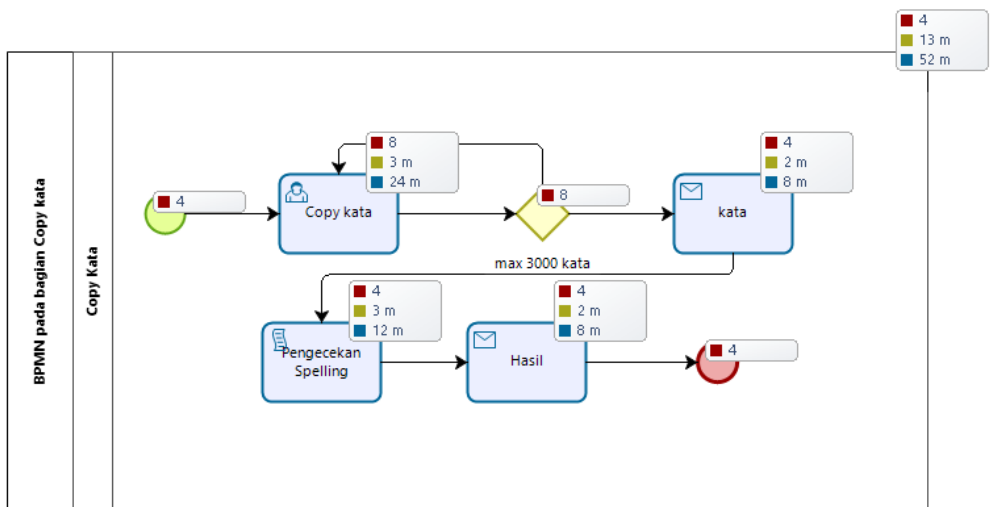 4
13 m
52 m
BPMN pada bagian Copy kata
Copy Kata
4
8
3 m
24 m
Copy kata
8
4
2 m
8 m
kata
max 3000 kata
4
3 m
12 m
Pengecekan
Spelling
4
2 m
8 m
Hasil
4